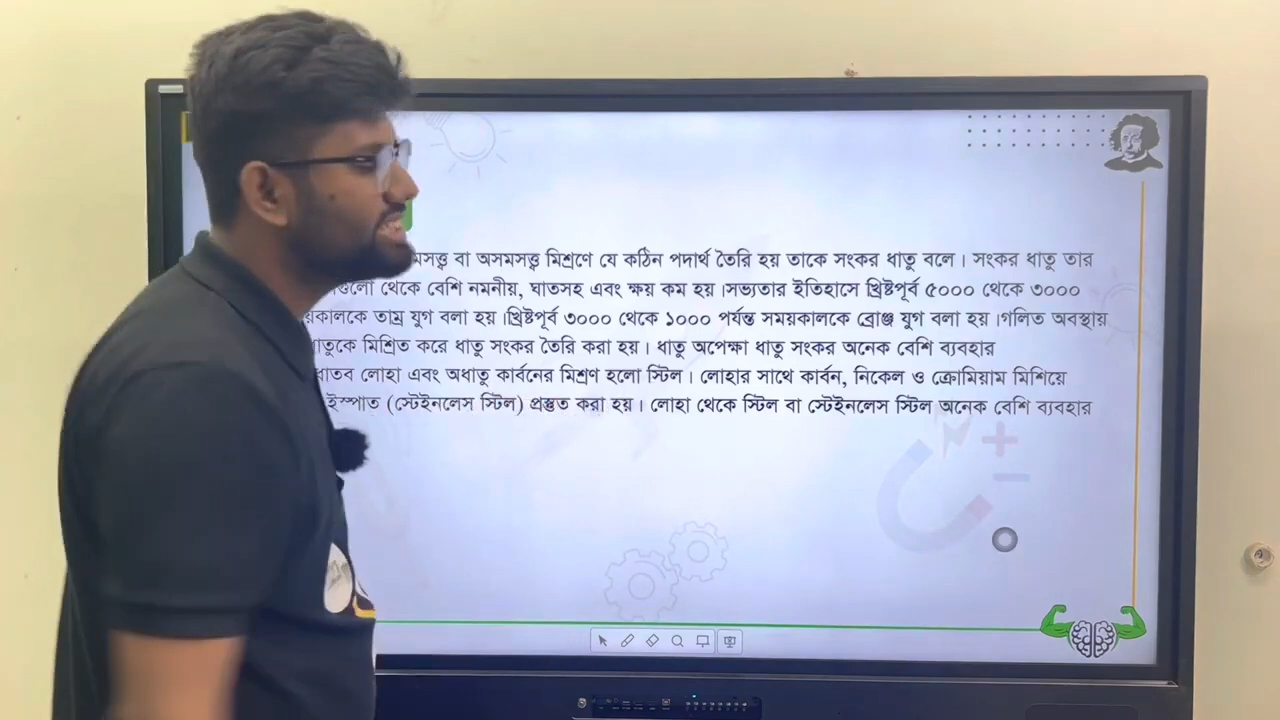 বা অসমসত্ত্ব মিশ্রণে যে কঠিন পদার্থ তৈরি হয় তাকে সংকর ধাতু বলে। সংকর ধাতু তার
থেকে বেশি নমনীয়, ঘাতসহ এবং ক্ষয় কম হয়।সভ্যতার ইতিহাসে খ্রিষ্টপূর্ব ৫০০০ থেকে ৩০০০
তাম্র যুগ বলা হয়।খ্রিষ্টপূর্ব ৩০০০ থেকে ১০০০ পর্যন্ত সময়কালকে ব্রোঞ্জ যুগ বলা হয়।গলিত অবস্থায়
মিশ্রিত করে ধাতু সংকর তৈরি করা হয়। ধাতু অপেক্ষা ধাতু সংকর অনেক বেশি ব্যবহার
লোহা এবং অধাতু কার্বনের মিশ্রণ হলো স্টিল। লোহার সাথে কার্বন, নিকেল ও ক্রোমিয়াম মিশিয়ে
ইস্পাত (স্টেইনলেস স্টিল) প্রস্তুত করা হয়। লোহা থেকে স্টিল বা স্টেইনলেস স্টিল অনেক বেশি ব্যবহার